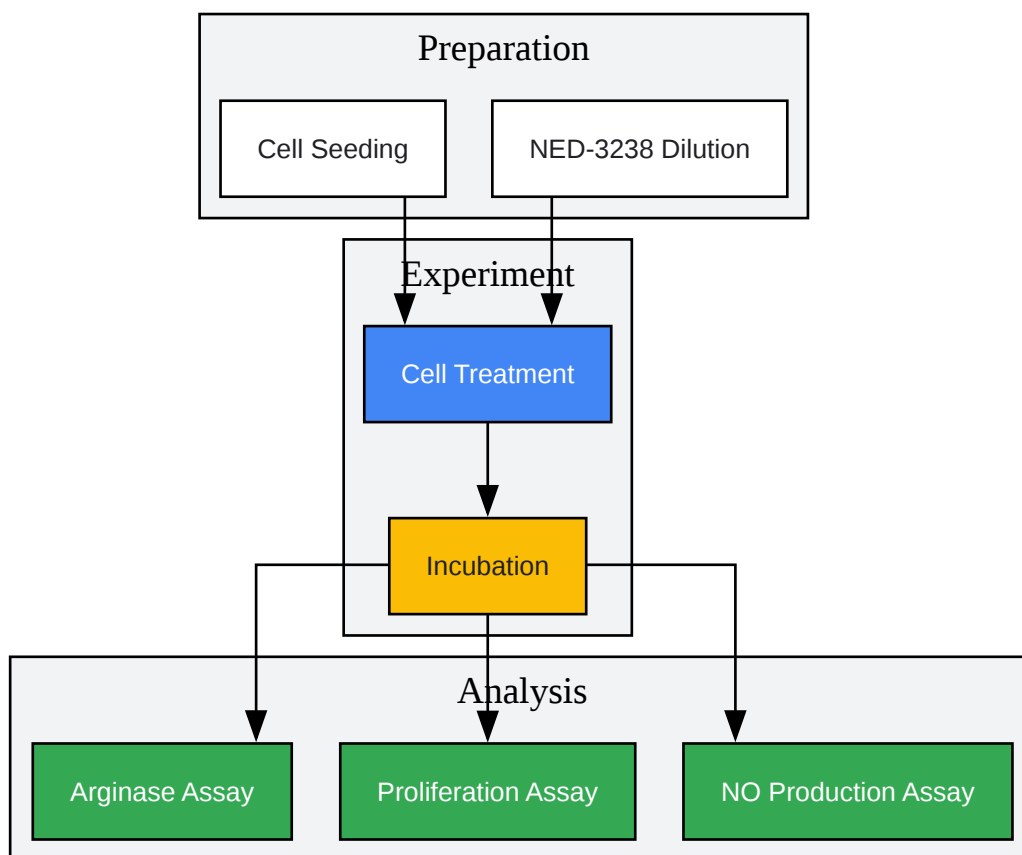 Preparation
Cell Seeding
NED-3238 Dilution
Experiment
Cell Treatment
Incubation
Analysis
Arginase Assay
Proliferation Assay
NO Production Assay